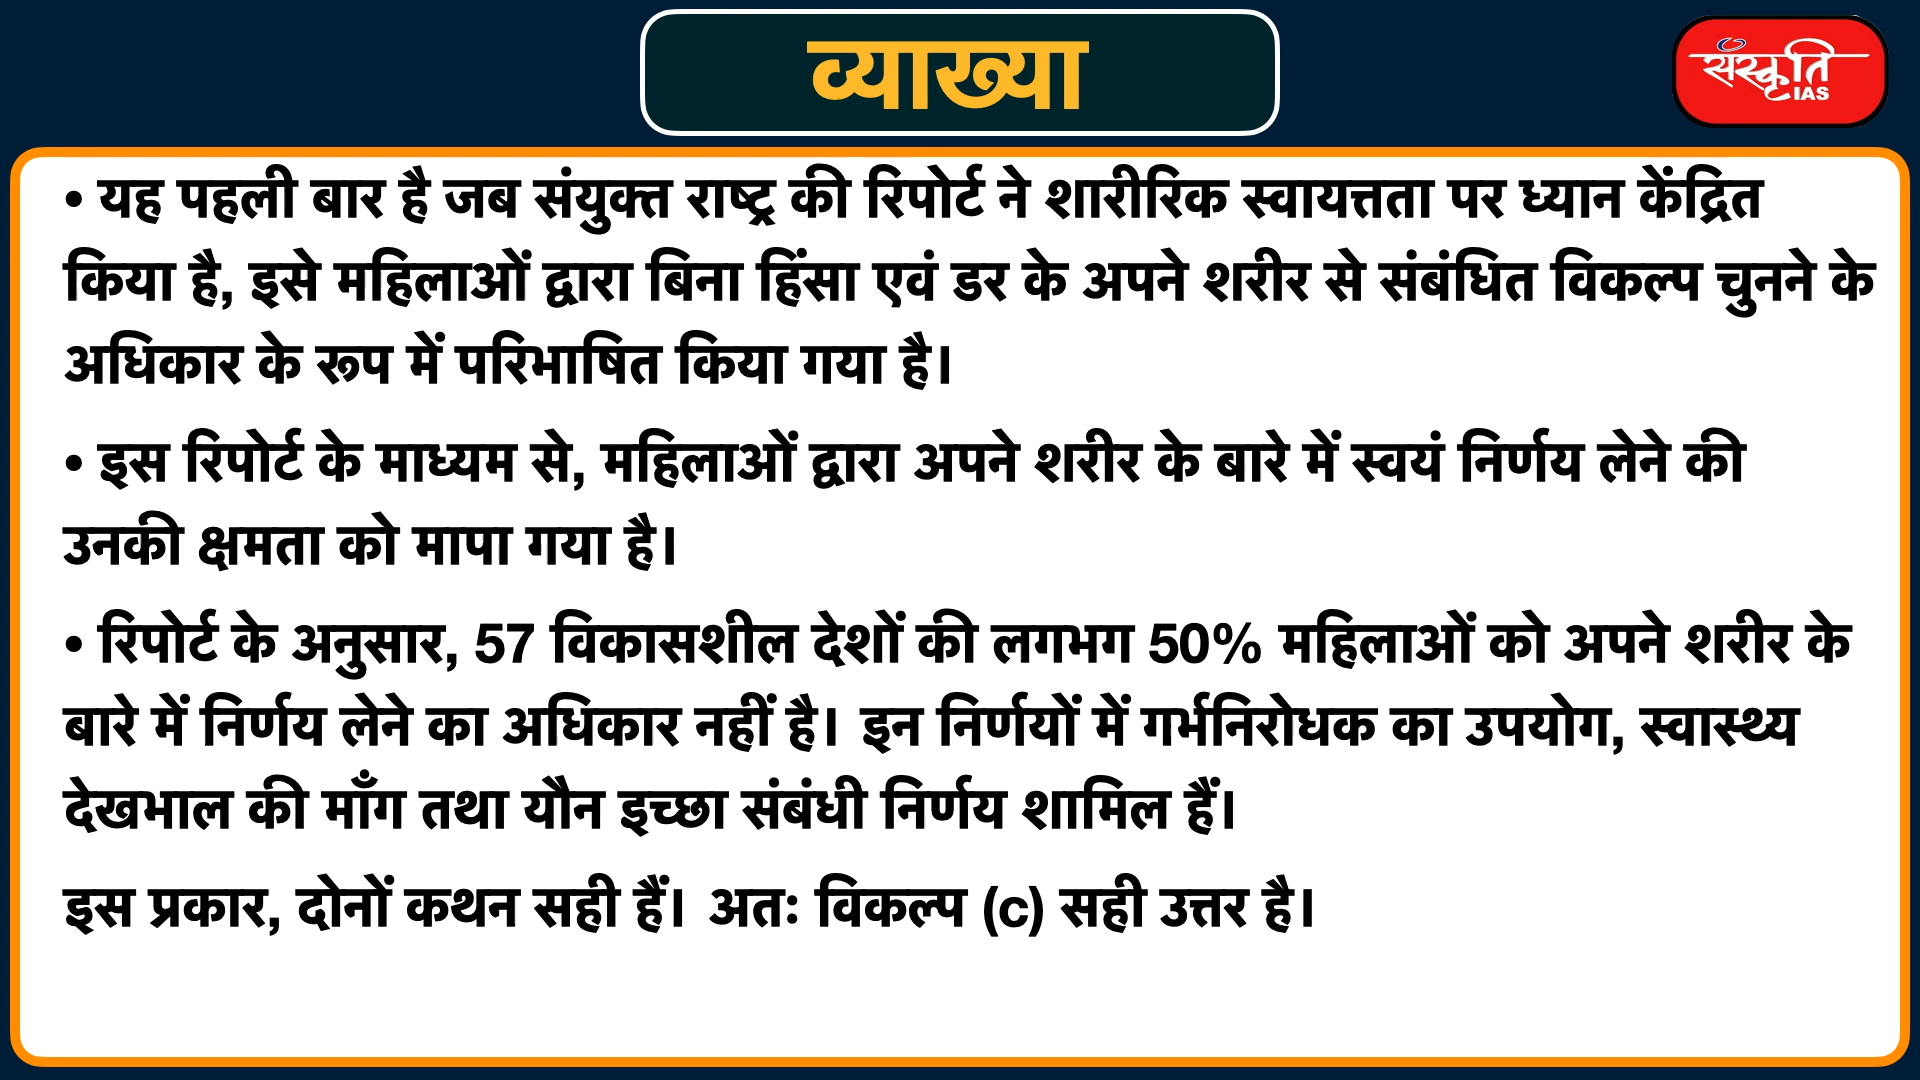 व्याख्या
संस्कृति
IAS
• यह पहली बार है जब संयुक्त राष्ट्र की रिपोर्ट ने शारीरिक स्वायत्तता पर ध्यान केंद्रित
किया है, इसे महिलाओं द्वारा बिना हिंसा एवं डर के अपने शरीर से संबंधित विकल्प चुनने के
अधिकार के रूप में परिभाषित किया गया है।
• इस रिपोर्ट के माध्यम से, महिलाओं द्वारा अपने शरीर के बारे में स्वयं निर्णय लेने की
उनकी क्षमता को मापा गया है।
• रिपोर्ट के अनुसार, 57 विकासशील देशों की लगभग 50% महिलाओं को अपने शरीर के
बारे में निर्णय लेने का अधिकार नहीं है। इन निर्णयों में गर्भनिरोधक का उपयोग, स्वास्थ्य
देखभाल की माँग तथा यौन इच्छा संबंधी निर्णय शामिल हैं।
इस प्रकार, दोनों कथन सही हैं। अतः विकल्प (c) सही उत्तर है।